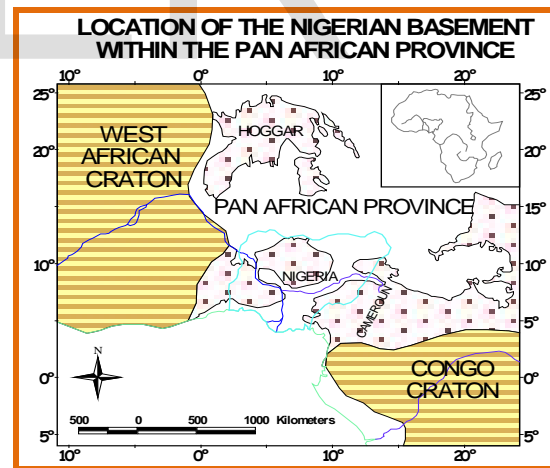 LOCATION OF THE NIGERIAN BASEMENT
WITHIN THE PAN AFRICAN PROVINCE
10° 0° 10° 20°
25° 25°
HOGGAR
WEST
AFRICAN
CRATON
20° 20°
PAN AFRICAN PROVINCE
15° 15°
10° 10°
NIGERIA
CAMEROUN
5° 5°
CONGO
CRATON
N
0° 0°
500 0 500 1000 Kilometers
5° 5°
10° 0° 10° 20°